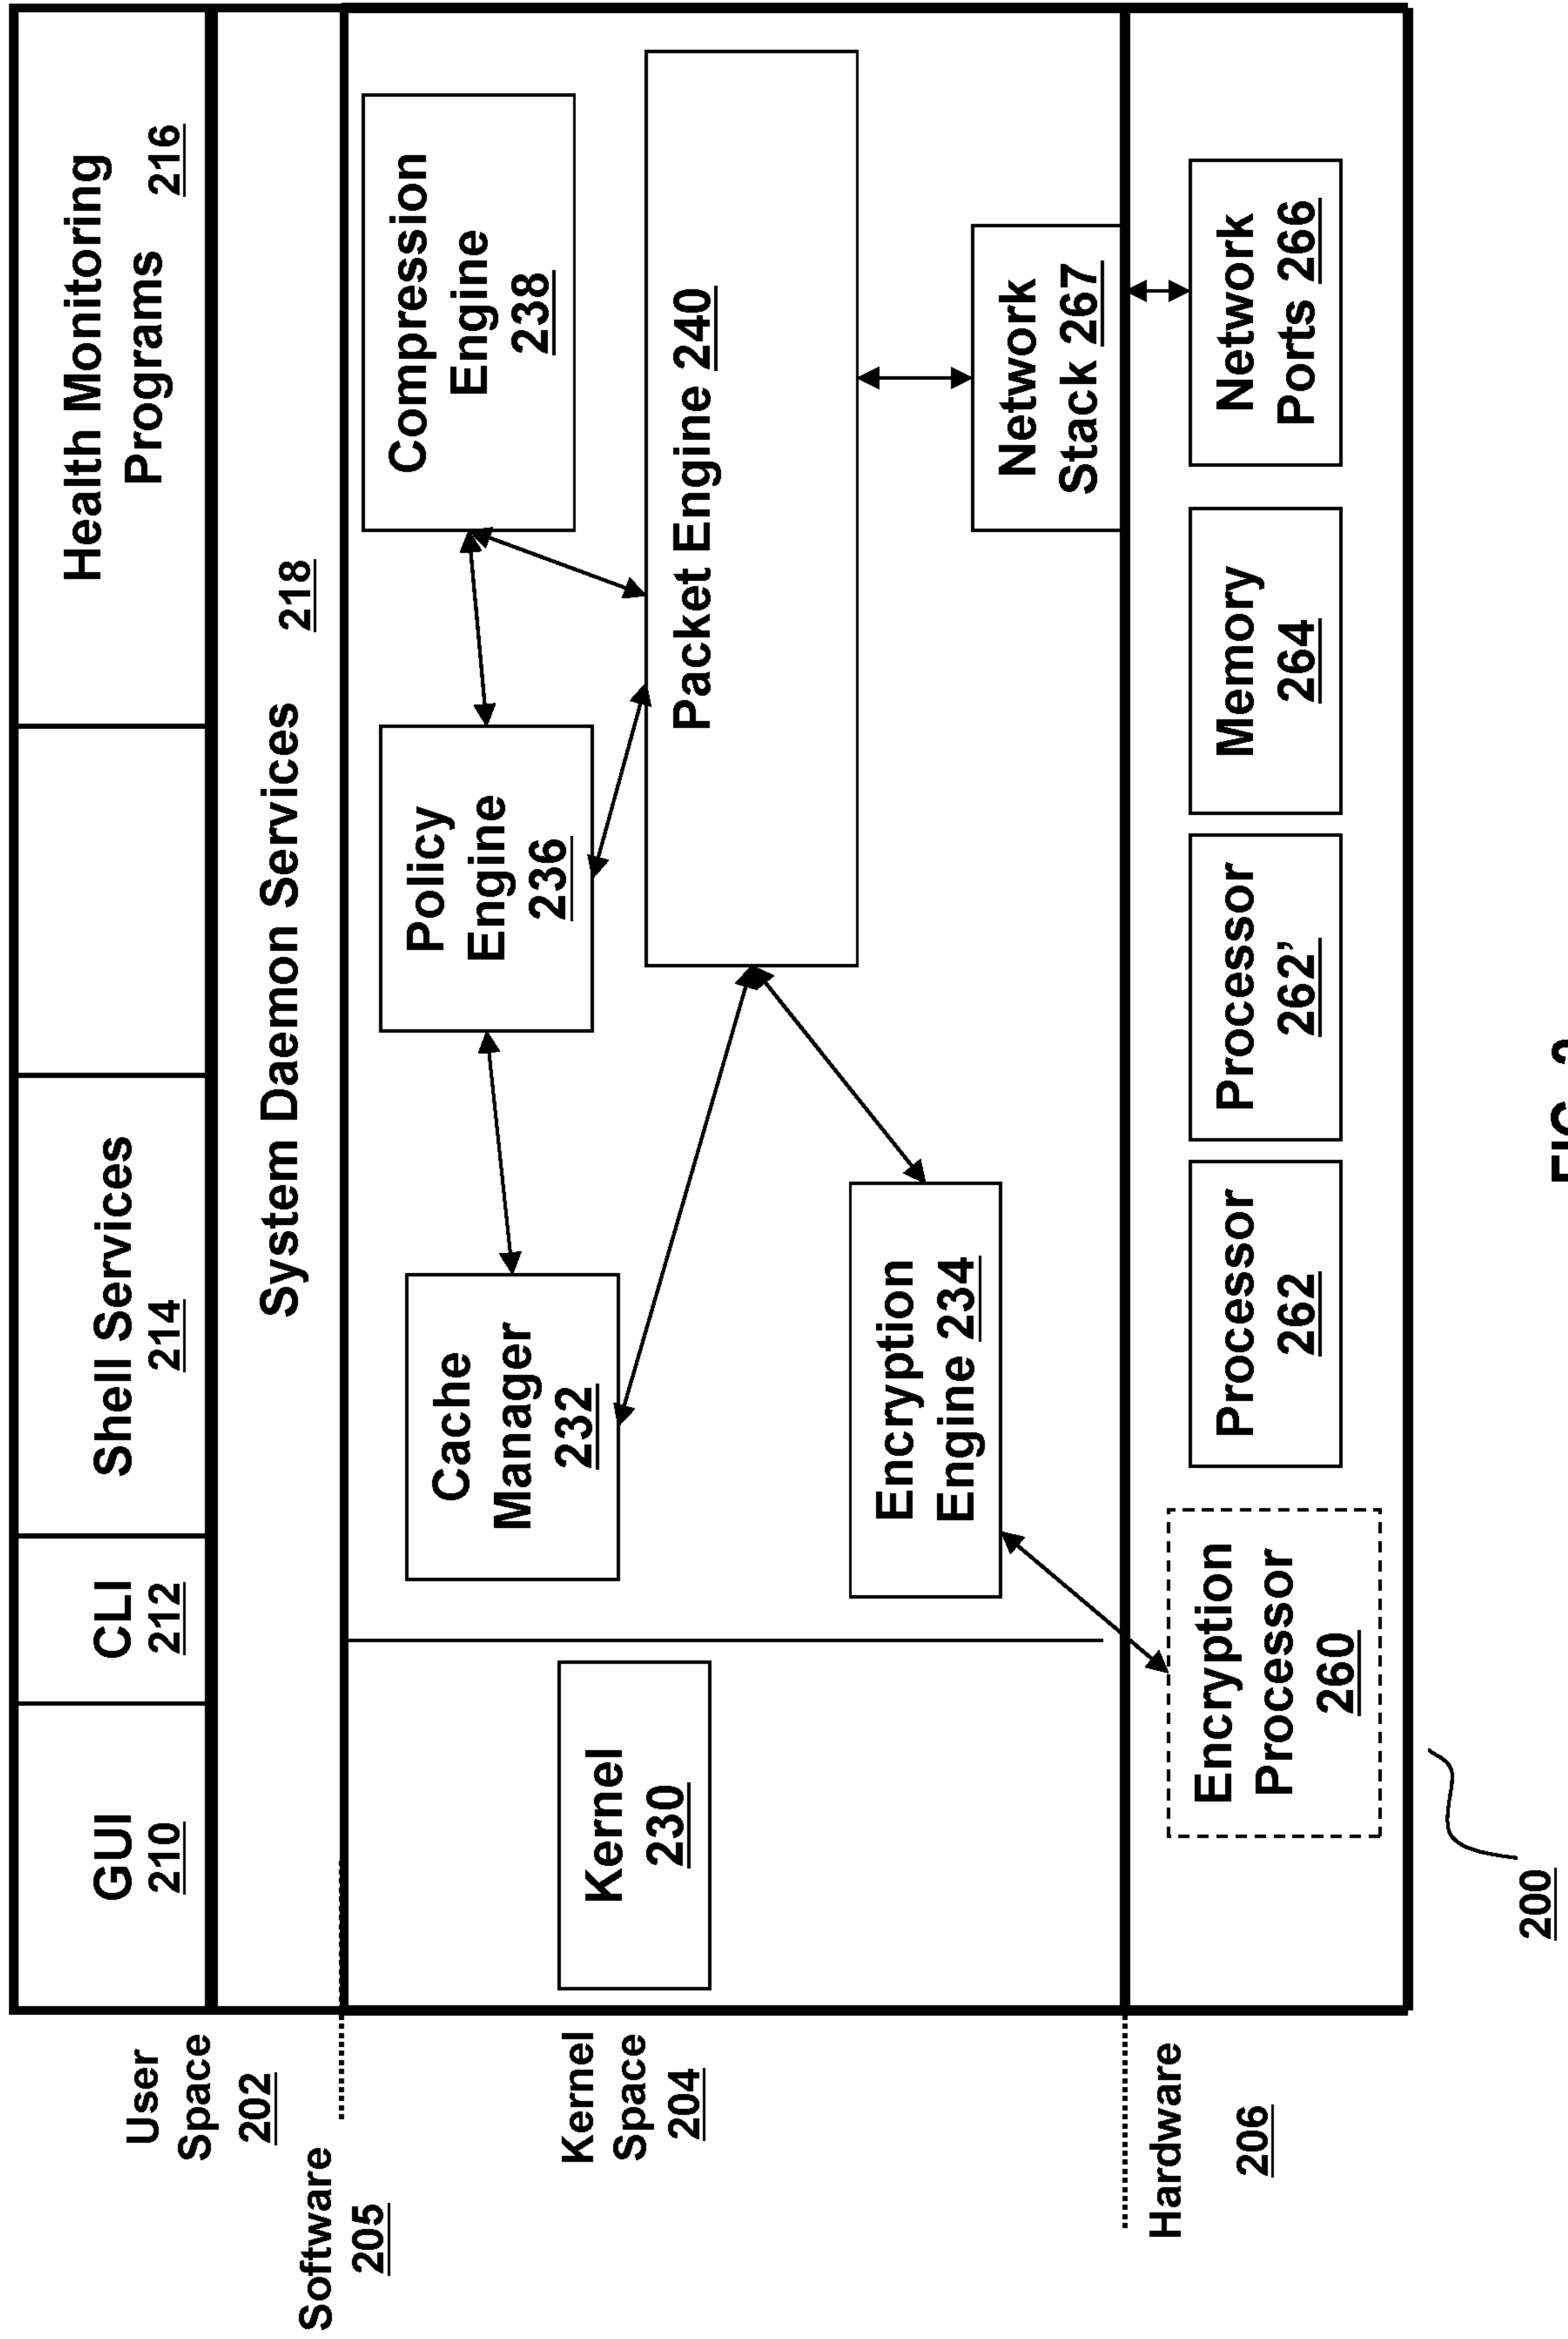 User
Space
202
Software
205
Kernel
Space
204
Hardware
206
GUI
210
CLI
212
Shell Services
214
Health Monitoring
Programs
216
System Daemon Services
218
Kernel
230
Cache
Manager
232
Policy
Engine
236
Compression
Engine
238
Packet Engine 240
Encryption
Engine 234
Network
Stack 267
Encryption
Processor
260
Processor
262
Processor
262’
Memory
264
Network
Ports 266
200
FIG.